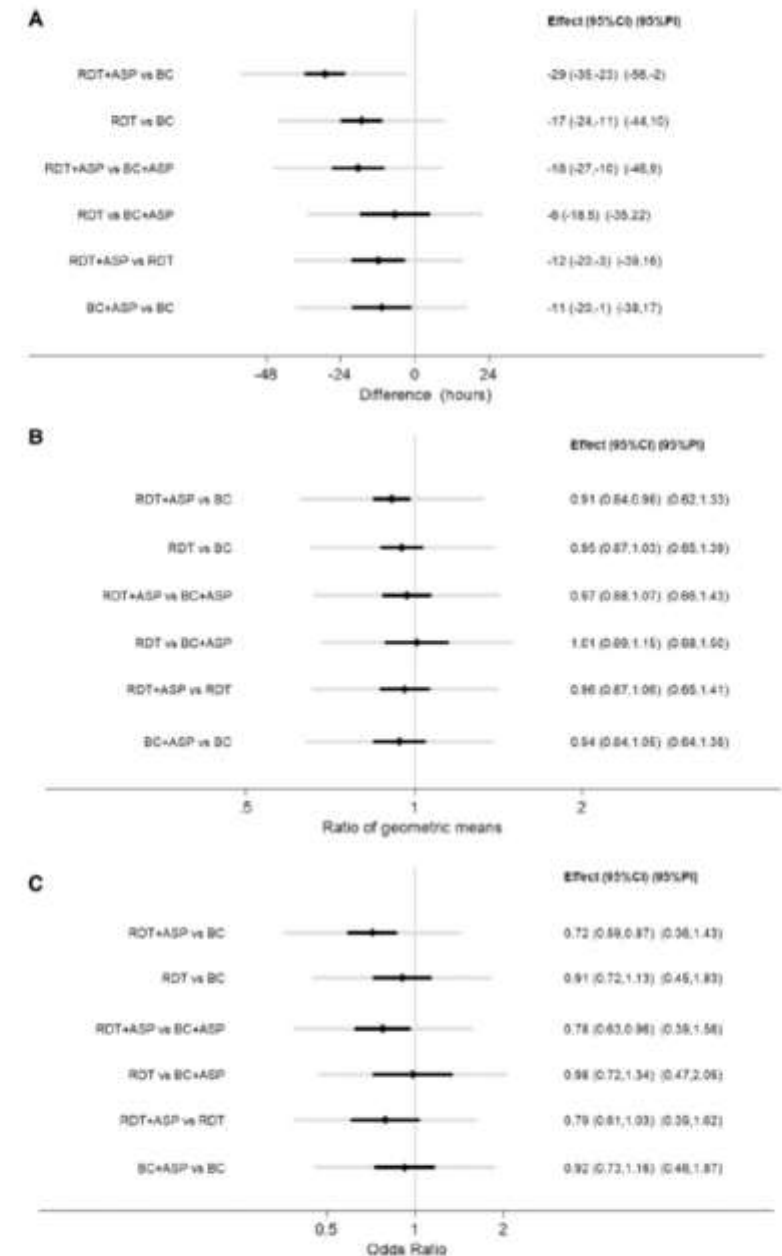 A
Effect (95%CI) (95%PI)
RDT+ASP vs BC -29 (-35,-23) (-56,-2)
RDT vs BC -17 (-24,-11) (-44,10)
RDT+ASP vs BC+ASP -18 (-27,-10) (-46,9)
RDT vs BC+ASP -6 (-18,5) (-35,22)
RDT+ASP vs RDT -12 (-20,-3) (-39,16)
BC+ASP vs BC -11 (-20,-1) (-38,17)
-48 -24 0 24
Difference (hours)
B
Effect (95%CI) (95%PI)
RDT+ASP vs BC 0.91 (0.84,0.98) (0.62,1.33)
RDT vs BC 0.95 (0.87,1.03) (0.65,1.39)
RDT+ASP vs BC+ASP 0.97 (0.88,1.07) (0.66,1.43)
RDT vs BC+ASP 1.01 (0.89,1.15) (0.68,1.50)
RDT+ASP vs RDT 0.96 (0.87,1.06) (0.65,1.41)
BC+ASP vs BC 0.94 (0.84,1.05) (0.64,1.38)
.5 1 2
Ratio of geometric means
C
Effect (95%CI) (95%PI)
RDT+ASP vs BC 0.72 (0.59,0.87) (0.36,1.43)
RDT vs BC 0.91 (0.72,1.13) (0.45,1.83)
RDT+ASP vs BC+ASP 0.78 (0.63,0.96) (0.39,1.56)
RDT vs BC+ASP 0.98 (0.72,1.34) (0.47,2.05)
RDT+ASP vs RDT 0.79 (0.61,1.03) (0.39,1.62)
BC+ASP vs BC 0.92 (0.73,1.16) (0.46,1.87)
0.5 1 2
Odds Ratio